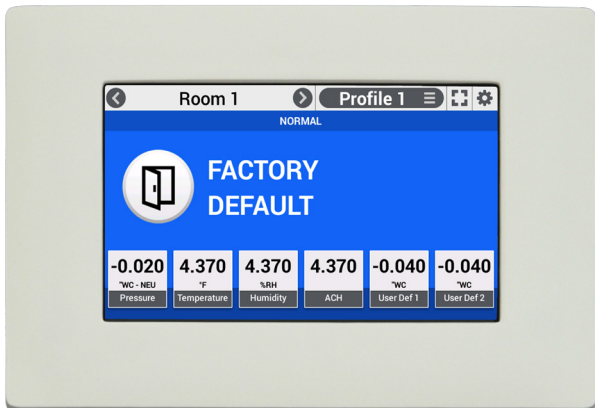 Room 1
Profile 1
NORMAL
FACTORY
DEFAULT
-0.020 4.370 4.370 4.370 -0.040 -0.040
"WC - NEU °F %RH "WC "WC
Pressure Temperature Humidity ACH User Def 1 User Def 2